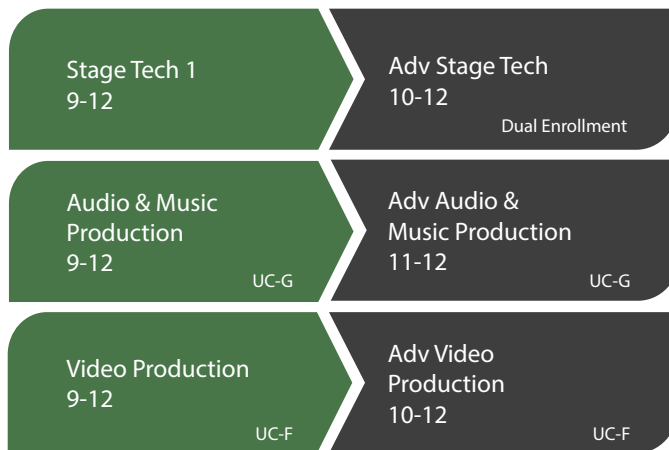 Stage Tech 1
9-12
Adv Stage Tech
10-12
Dual Enrollment
Audio & Music
Production
9-12
UC-G
Adv Audio &
Music Production
11-12
UC-G
Video Production
9-12
UC-F
Adv Video
Production
10-12
UC-F